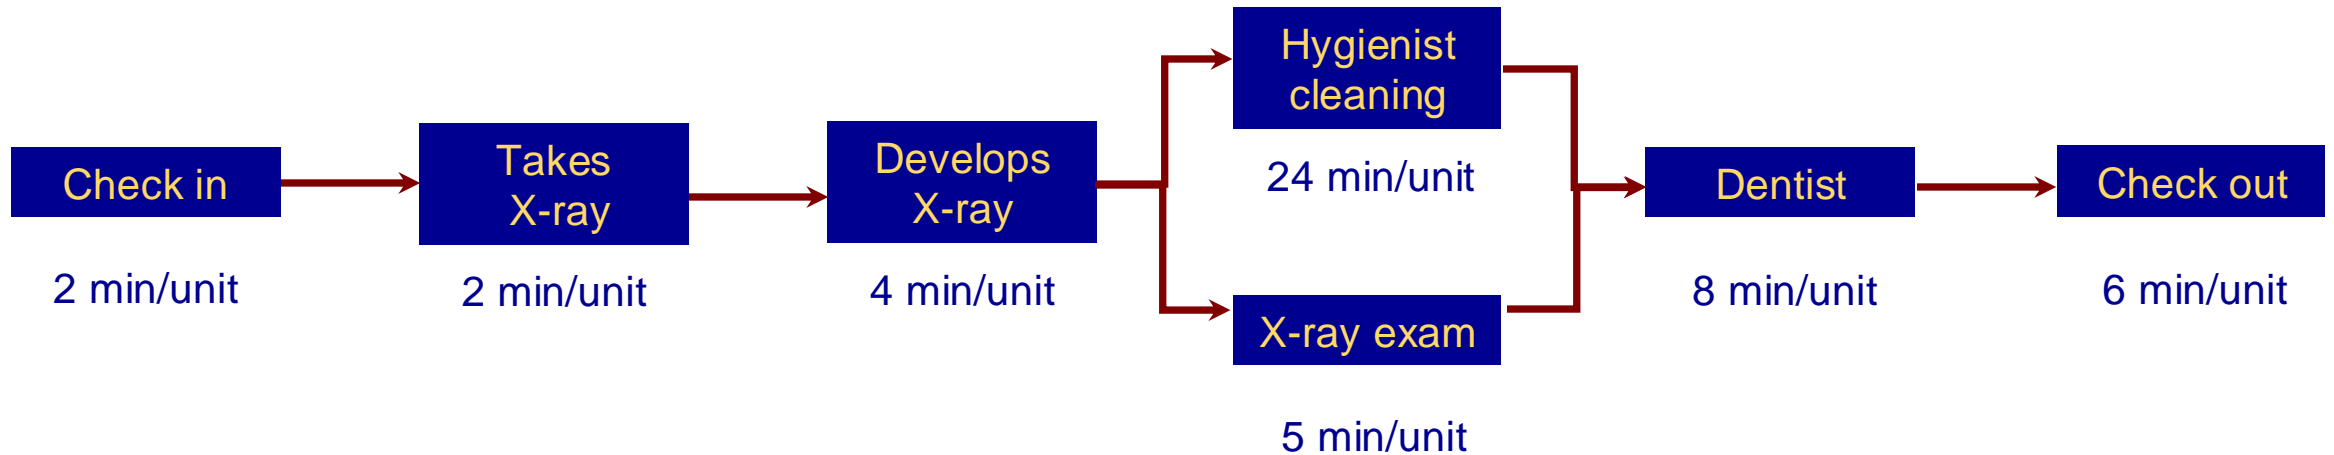 Check in
2 min/unit
Takes
X-ray
2 min/unit
Develops
X-ray
4 min/unit
Hygienist
cleaning
24 min/unit
X-ray exam
5 min/unit
Dentist
8 min/unit
Check out
6 min/unit